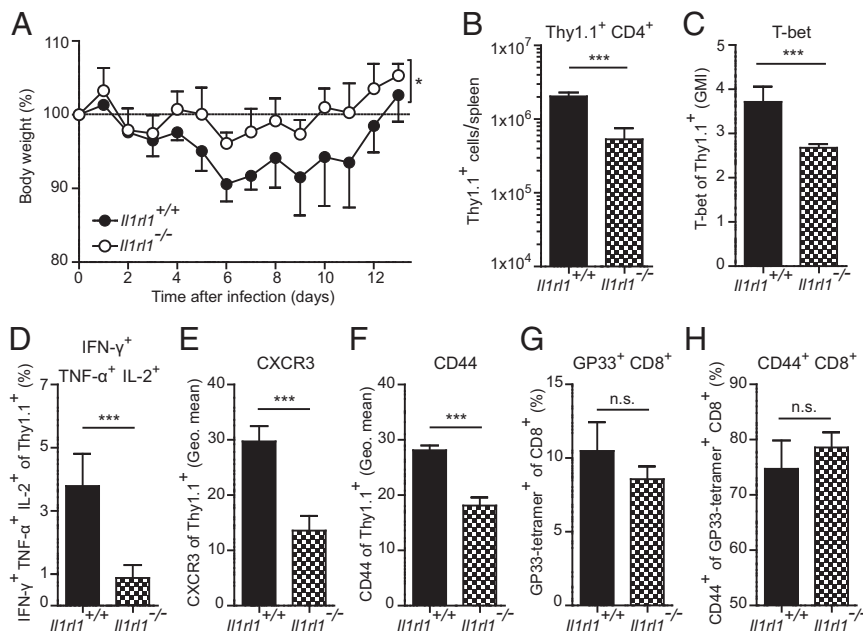 A
110
100
90
80
Body weight (%)
*
Il1rl1+/+
Il1rl1-/-
0 2 4 6 8 10 12
Time after infection (days)
B
Thy1.1+ CD4+
***
1x10^7
1x10^6
1x10^5
1x10^4
Thy1.1+ cells/spleen
Il1rl1+/+ Il1rl1-/-
C
T-bet
***
5
4
3
2
1
0
T-bet of Thy1.1+ (GMI)
Il1rl1+/+ Il1rl1-/-
D
IFN-γ+
TNF-α+ IL-2+
***
7
5
3
1
0
IFN-γ+ TNF-α+ IL-2+ of Thy1.1+ (%)
Il1rl1+/+ Il1rl1-/-
E
CXCR3
***
40
30
20
10
0
CXCR3 of Thy1.1+ (Geo. mean)
Il1rl1+/+ Il1rl1-/-
F
CD44
***
40
30
20
10
0
CD44 of Thy1.1+ (Geo. mean)
Il1rl1+/+ Il1rl1-/-
G
GP33+ CD8+
n.s.
15
10
5
0
GP33-tetramer+ of CD8+ (%)
Il1rl1+/+ Il1rl1-/-
H
CD44+ CD8+
n.s.
90
80
70
60
50
CD44+ of GP33-tetramer+ CD8+ (%)
Il1rl1+/+ Il1rl1-/-